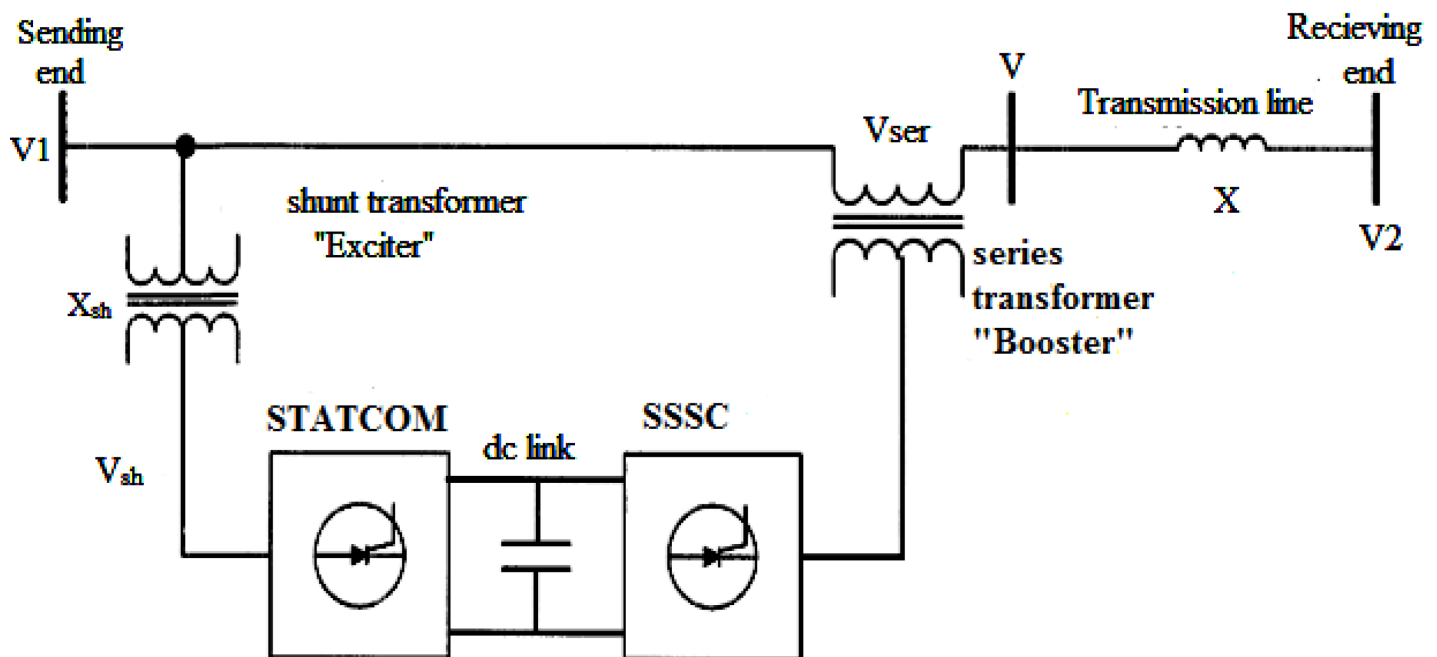 Sending
end
V1
shunt transformer
"Exciter"
Xsh
Vsh
STATCOM
dc link
SSSC
Vser
series
transformer
"Booster"
V
Transmission line
X
Recieving
end
V2